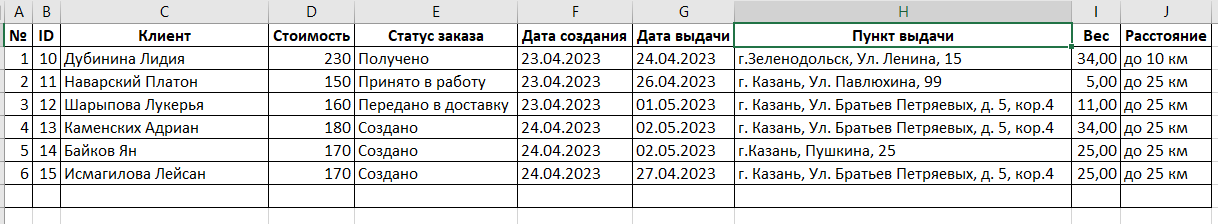 A B C D E F G H I J
№ ID Клиент Стоимость Статус заказа Дата создания Дата выдачи Пункт выдачи Вес Расстояние
1 10 Дубинина Лидия 230 Получено 23.04.2023 24.04.2023 г.Зеленодольск, Ул. Ленина, 15 34,00 до 10 км
2 11 Наварский Платон 150 Принято в работу 23.04.2023 26.04.2023 г. Казань, Ул. Павлюхина, 99 5,00 до 25 км
3 12 Шарыпова Лукерья 160 Передано в доставку 23.04.2023 01.05.2023 г. Казань, Ул. Братьев Петряевых, д. 5, кор.4 11,00 до 25 км
4 13 Каменских Адриан 180 Создано 24.04.2023 02.05.2023 г. Казань, Ул. Братьев Петряевых, д. 5, кор.4 34,00 до 25 км
5 14 Байков Ян 170 Создано 24.04.2023 02.05.2023 г.Казань, Пушкина, 25 25,00 до 25 км
6 15 Исмагилова Лейсан 170 Создано 24.04.2023 27.04.2023 г. Казань, Ул. Братьев Петряевых, д. 5, кор.4 25,00 до 25 км